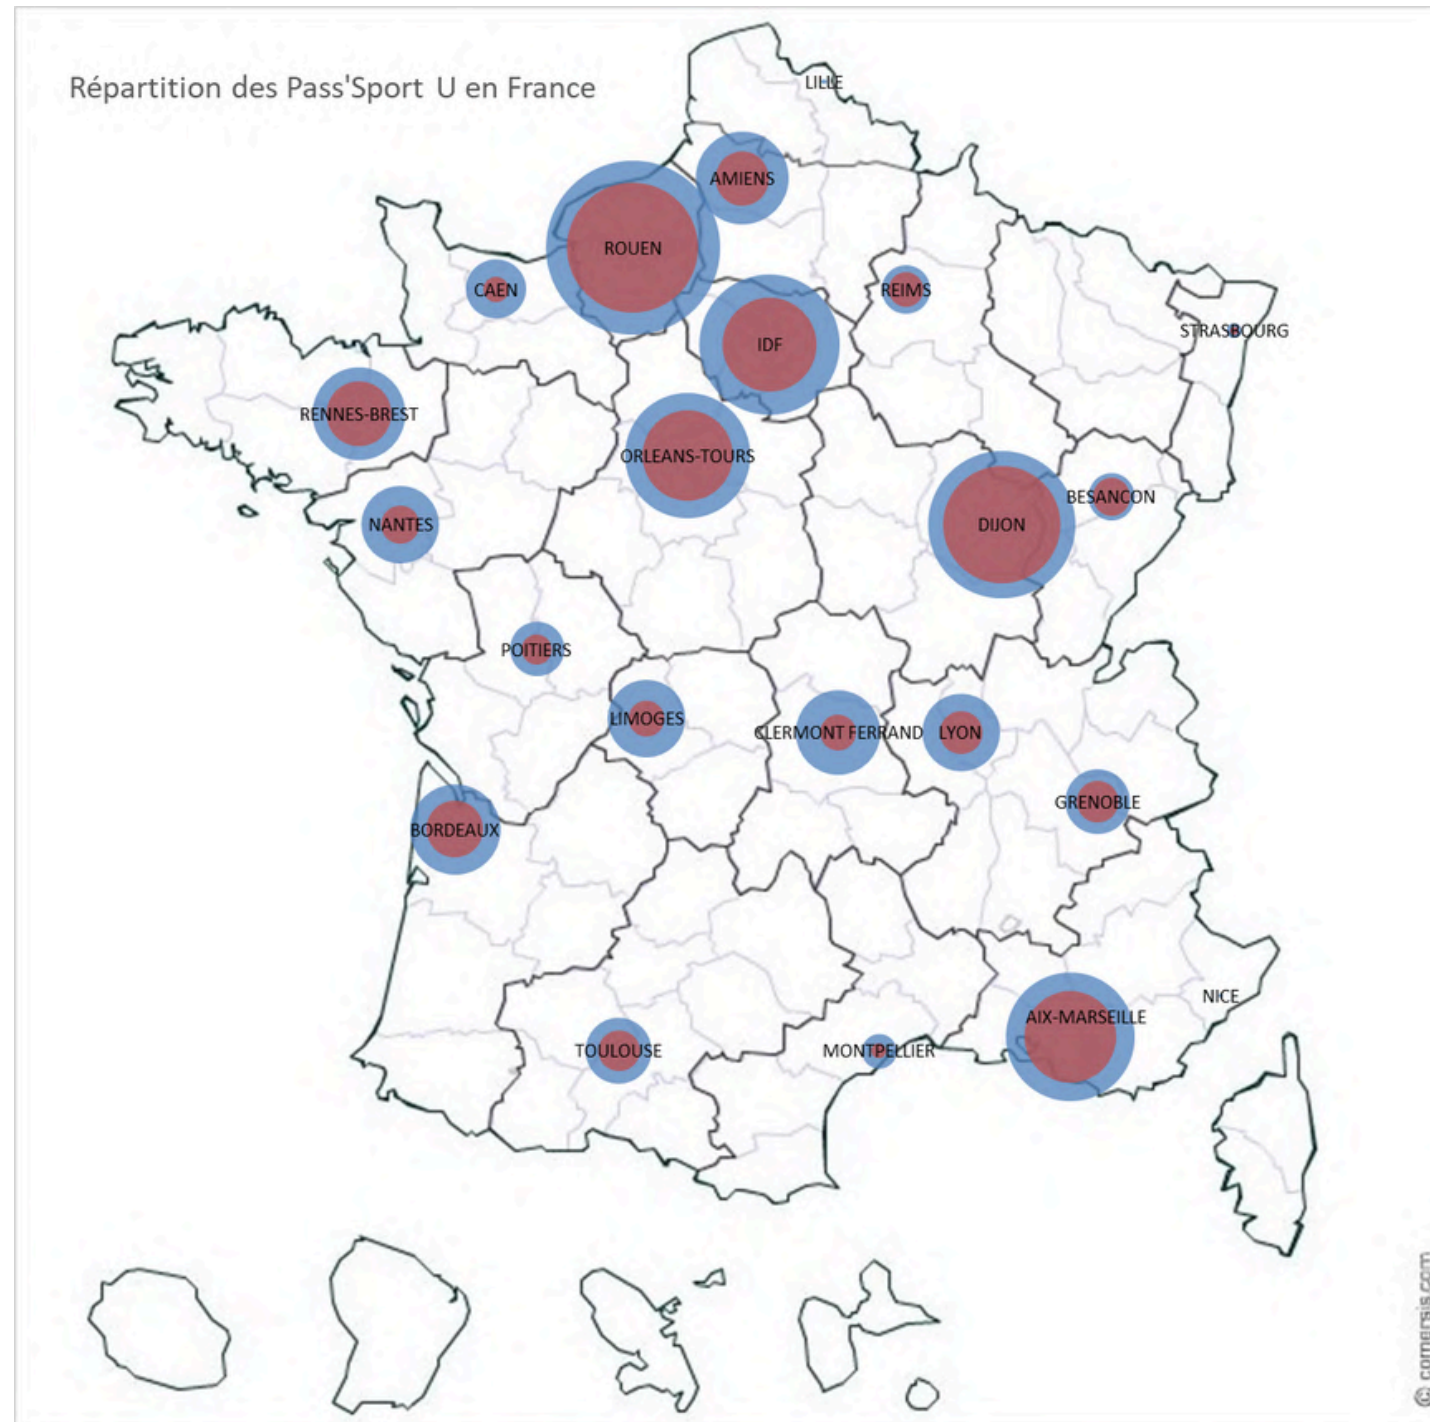 Répartition des Pass'Sport U en France
LILLE
AMIENS
ROUEN
CAEN
REIMS
STRASBOURG
IDF
RENNES-BREST
ORLEANS-TOURS
BESANCON
NANTES
DIJON
POITIERS
LIMOGES
CLERMONT FERRAND
LYON
GRENOBLE
BORDEAUX
NICE
AIX-MARSEILLE
TOULOUSE
MONTPELLIER
© comersis.com